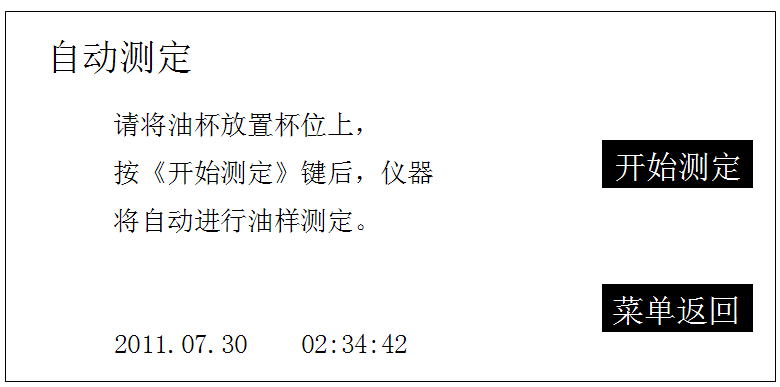 自动测定
请将油杯放置杯位上，
按《开始测定》键后，仪器
将自动进行油样测定。
开始测定
菜单返回
2011.07.30 02:34:42